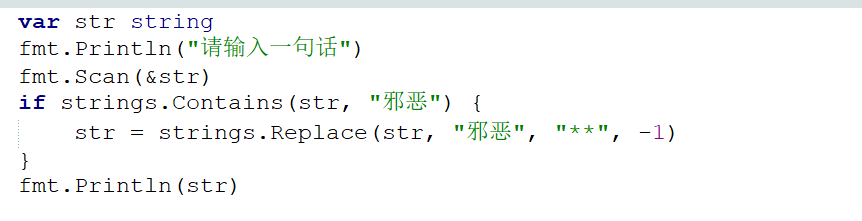 var str string
fmt.Println("请输入一句话")
fmt.Scan(&str)
if strings.Contains(str, "邪恶") {
    str = strings.Replace(str, "邪恶", "**", -1)
}
fmt.Println(str)